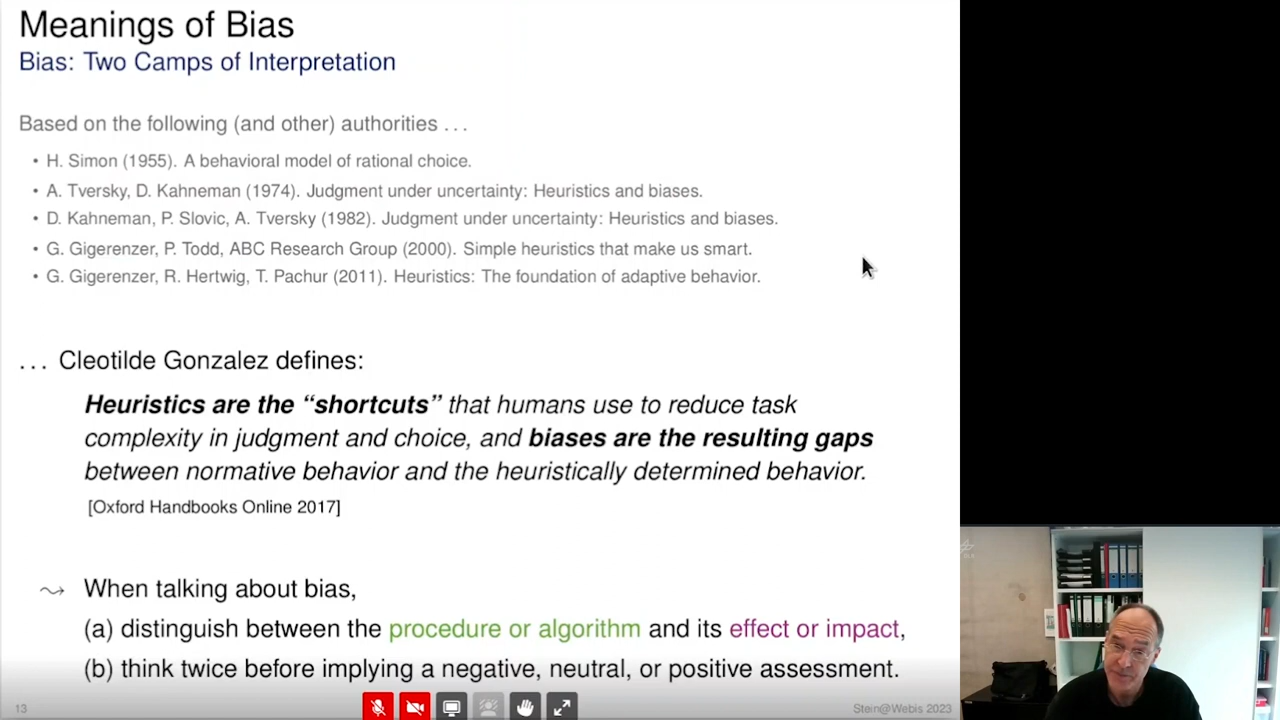 Meanings of Bias
Bias: Two Camps of Interpretation
Based on the following (and other) authorities ...
• H. Simon (1955). A behavioral model of rational choice.
• A. Tversky, D. Kahneman (1974). Judgment under uncertainty: Heuristics and biases.
• D. Kahneman, P. Slovic, A. Tversky (1982). Judgment under uncertainty: Heuristics and biases.
• G. Gigerenzer, P. Todd, ABC Research Group (2000). Simple heuristics that make us smart.
• G. Gigerenzer, R. Hertwig, T. Pachur (2011). Heuristics: The foundation of adaptive behavior.
... Cleotilde Gonzalez defines:
Heuristics are the “shortcuts” that humans use to reduce task
complexity in judgment and choice, and biases are the resulting gaps
between normative behavior and the heuristically determined behavior.
[Oxford Handbooks Online 2017]
⤳ When talking about bias,
(a) distinguish between the procedure or algorithm and its effect or impact,
(b) think twice before implying a negative, neutral, or positive assessment.
13
Stein@Webis 2023